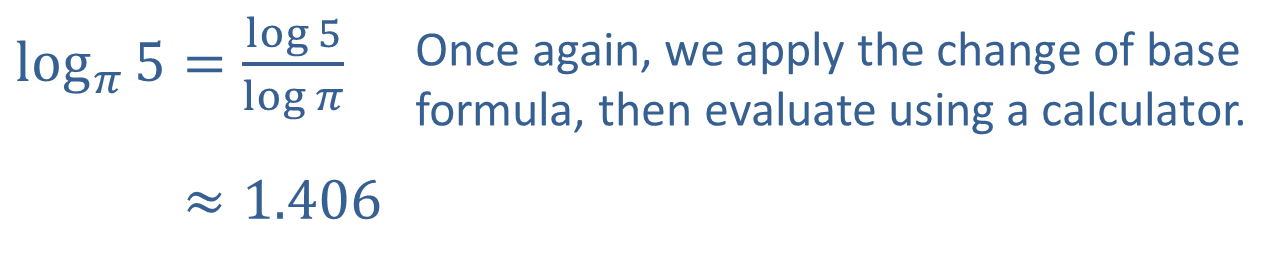 log_π 5 = log 5 / log π
Once again, we apply the change of base
formula, then evaluate using a calculator.
≈ 1.406